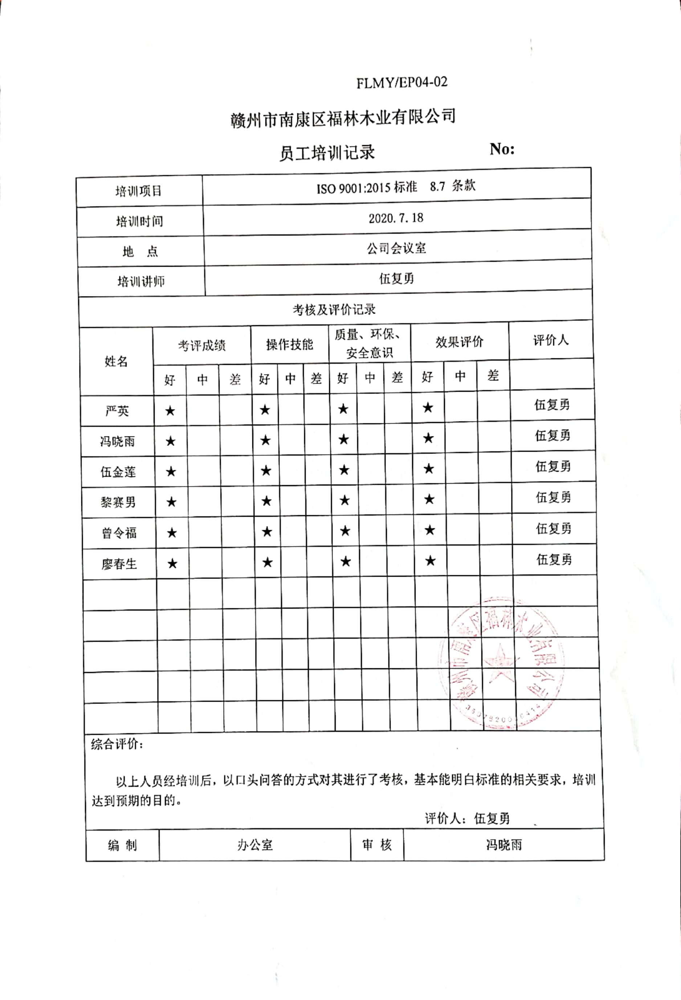 FLMY/EP04-02
赣州市南康区福林木业有限公司
员工培训记录 No:
培训项目 ISO 9001:2015 标准 8.7 条款
培训时间 2020.7.18
地 点 公司会议室
培训讲师 伍复勇
考核及评价记录
姓名 考评成绩 操作技能 质量、环保、安全意识 效果评价 评价人
好 中 差 好 中 差 好 中 差 好 中 差
严英 ★ ★ ★ ★ 伍复勇
冯晓雨 ★ ★ ★ ★ 伍复勇
伍金莲 ★ ★ ★ ★ 伍复勇
黎赛男 ★ ★ ★ ★ 伍复勇
曾令福 ★ ★ ★ ★ 伍复勇
廖春生 ★ ★ ★ ★ 伍复勇
赣州市南康区福林木业有限公司
综合评价：
以上人员经培训后，以口头问答的方式对其进行了考核，基本能明白标准的相关要求，培训
达到预期的目的。
评价人：伍复勇
编 制 办公室 审 核 冯晓雨